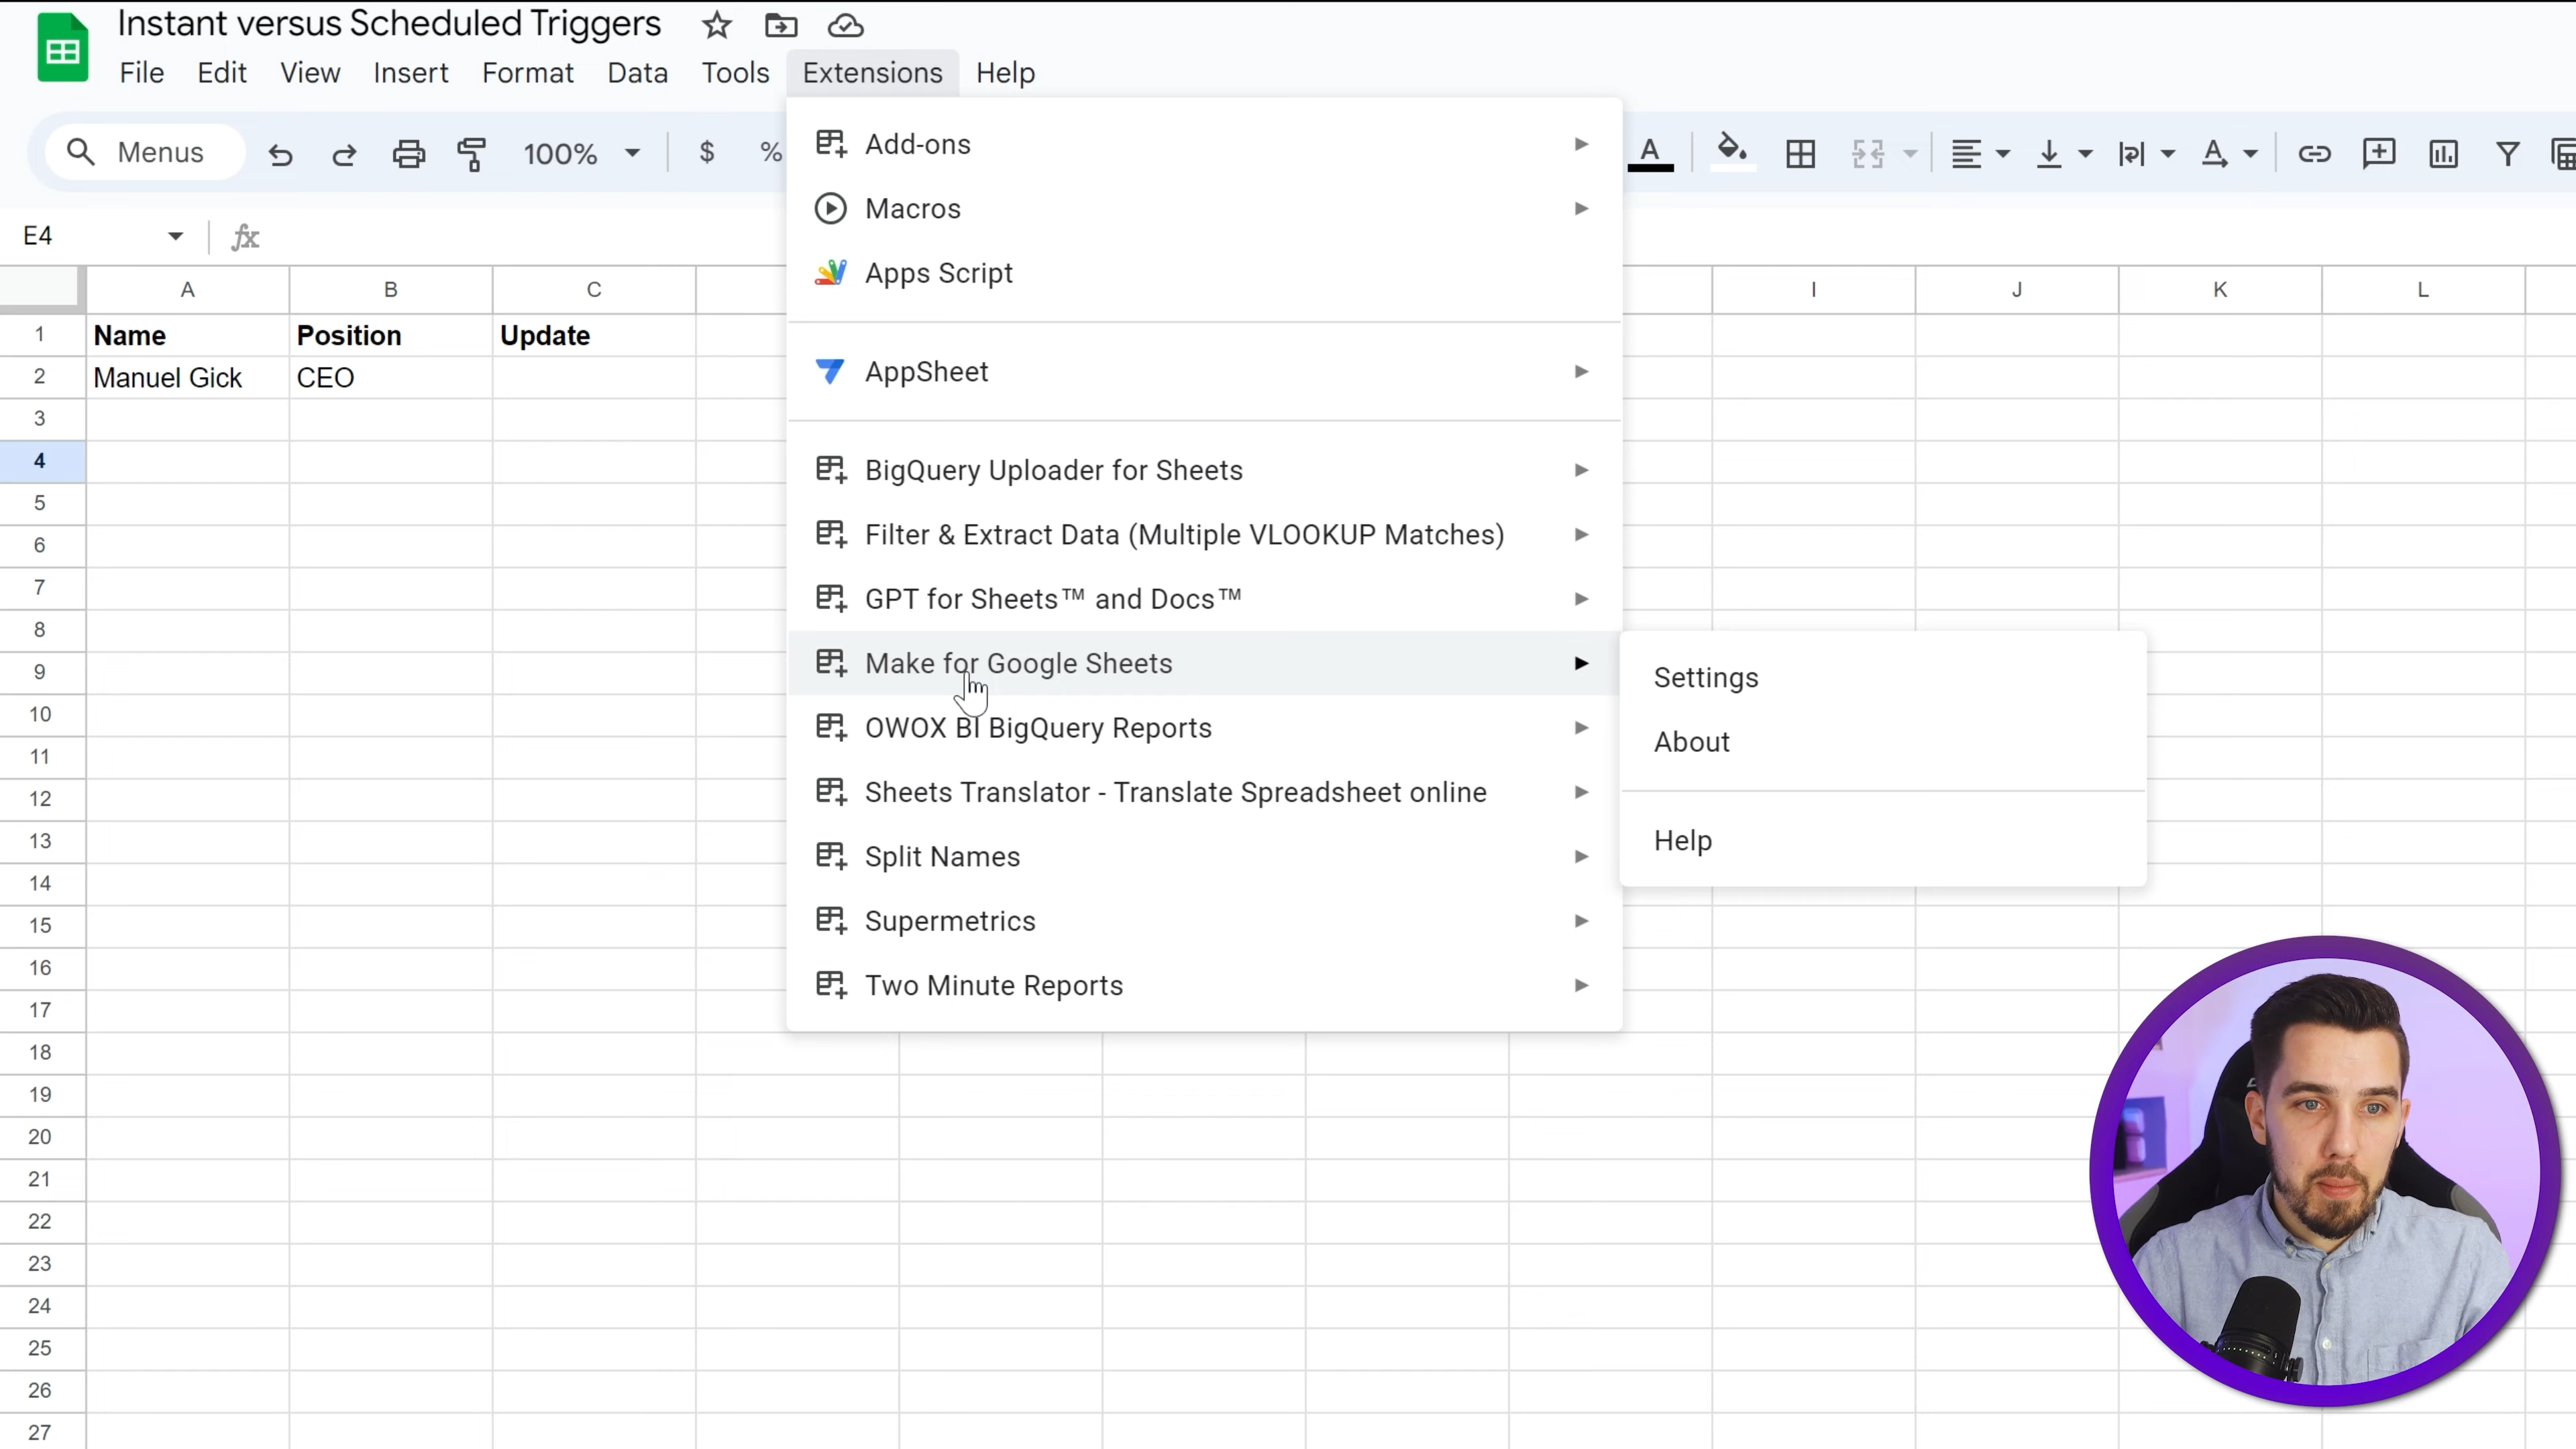 Instant versus Scheduled Triggers
File Edit View Insert Format Data Tools Extensions Help
Menus 100% $ % A A
E4 fx
A B C I J K L
1 Name Position Update
2 Manuel Gick CEO
3
4
5
6
7
8
9
10
11
12
13
14
15
16
17
18
19
20
21
22
23
24
25
26
27
Add-ons
Macros
Apps Script
AppSheet
BigQuery Uploader for Sheets
Filter & Extract Data (Multiple VLOOKUP Matches)
GPT for Sheets™ and Docs™
Make for Google Sheets
OWOX BI BigQuery Reports
Sheets Translator - Translate Spreadsheet online
Split Names
Supermetrics
Two Minute Reports
Settings
About
Help